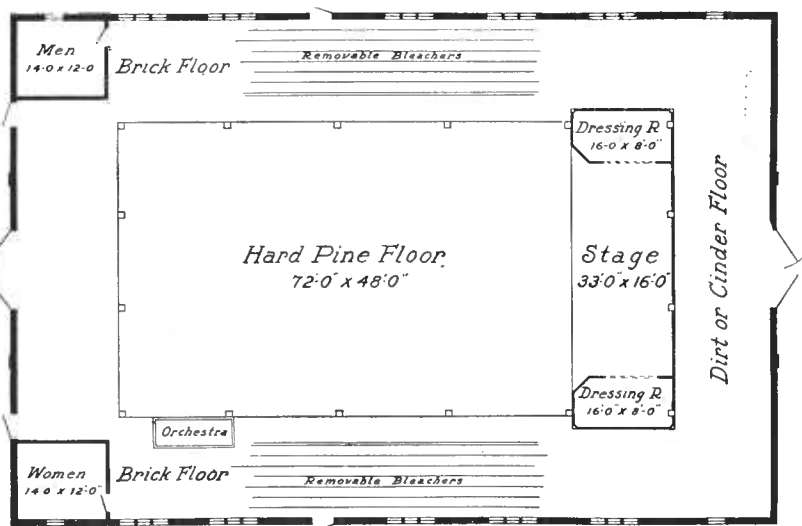 Men
14-0 x 12-0
Brick Floor
Removable Bleachers
Dressing R
16-0 x 8-0"
Hard Pine Floor
72'-0" x 48'-0"
Stage
33'-0" x 16'-0"
Dirt or Cinder Floor
Dressing R
16'-0" x 8'-0"
Orchestra
Women
14-0 x 12'-0"
Brick Floor
Removable Bleachers